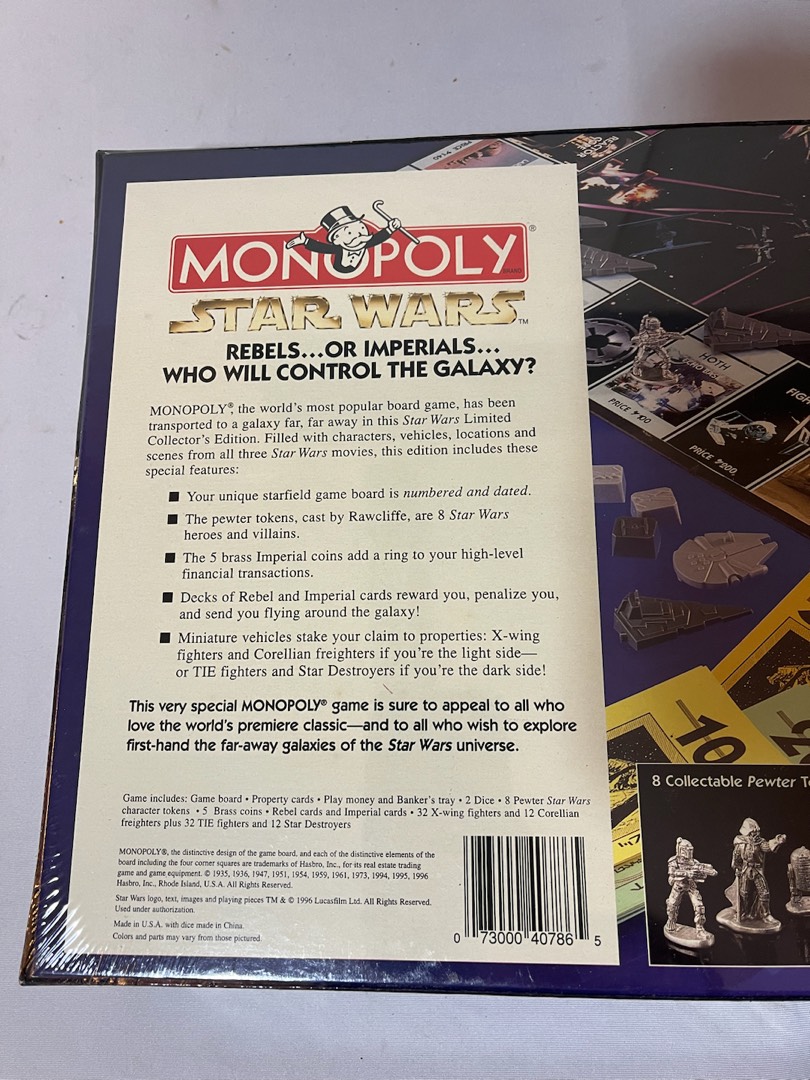 MONOPOLY®
BRAND
STAR WARS™
REBELS...OR IMPERIALS...
WHO WILL CONTROL THE GALAXY?
MONOPOLY®, the world's most popular board game, has been
transported to a galaxy far, far away in this Star Wars Limited
Collector's Edition. Filled with characters, vehicles, locations and
scenes from all three Star Wars movies, this edition includes these
special features:
■ Your unique starfield game board is numbered and dated.
■ The pewter tokens, cast by Rawcliffe, are 8 Star Wars
heroes and villains.
■ The 5 brass Imperial coins add a ring to your high-level
financial transactions.
■ Decks of Rebel and Imperial cards reward you, penalize you,
and send you flying around the galaxy!
■ Miniature vehicles stake your claim to properties: X-wing
fighters and Corellian freighters if you're the light side—
or TIE fighters and Star Destroyers if you're the dark side!
This very special MONOPOLY® game is sure to appeal to all who
love the world's premiere classic—and to all who wish to explore
first-hand the far-away galaxies of the Star Wars universe.
Game includes: Game board • Property cards • Play money and Banker's tray • 2 Dice • 8 Pewter Star Wars
character tokens • 5 Brass coins • Rebel cards and Imperial cards • 32 X-wing fighters and 12 Corellian
freighters plus 32 TIE fighters and 12 Star Destroyers
MONOPOLY®, the distinctive design of the game board, and each of the distinctive elements of the
board including the four corner squares are trademarks of Hasbro, Inc., for its real estate trading
game and game equipment. © 1935, 1936, 1947, 1951, 1954, 1959, 1961, 1973, 1994, 1995, 1996
Hasbro, Inc., Rhode Island, U.S.A. All Rights Reserved.
Star Wars logo, text, images and playing pieces TM & © 1996 Lucasfilm Ltd. All Rights Reserved.
Used under authorization.
Made in U.S.A. with dice made in China.
Colors and parts may vary from those pictured.
0 73000 40786 5
PRICE 140
REACTOR
CORE
HOTH
PRICE 100
PRICE 200
10
8 Collectable Pewter